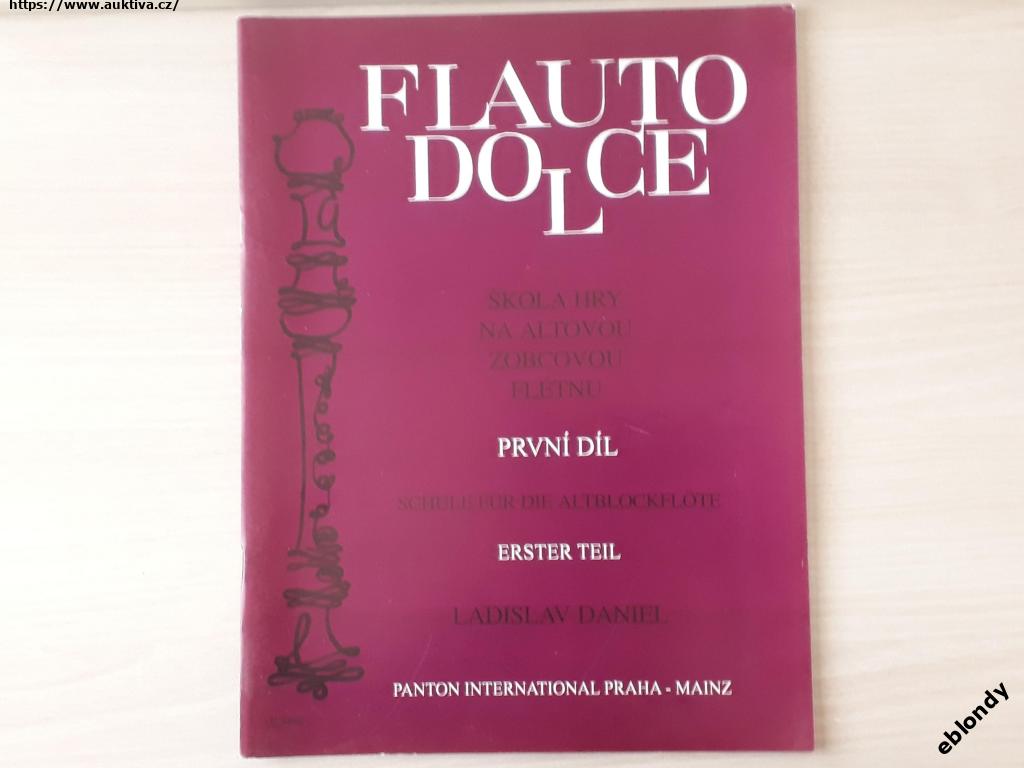 https://www.auktiva.cz/
FLAUTO
DOLCE
ŠKOLA HRY
NA ALTOVOU
ZOBCOVOU
FLÉTNU
PRVNÍ DÍL
SCHULE FÜR DIE ALTBLOCKFLÖTE
ERSTER TEIL
LADISLAV DANIEL
PANTON INTERNATIONAL PRAHA - MAINZ
eblondy